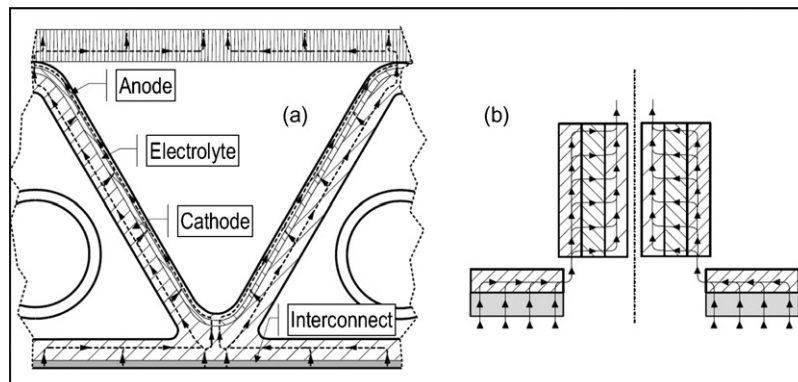 Anode
(a)
(b)
Electrolyte
Cathode
Interconnect